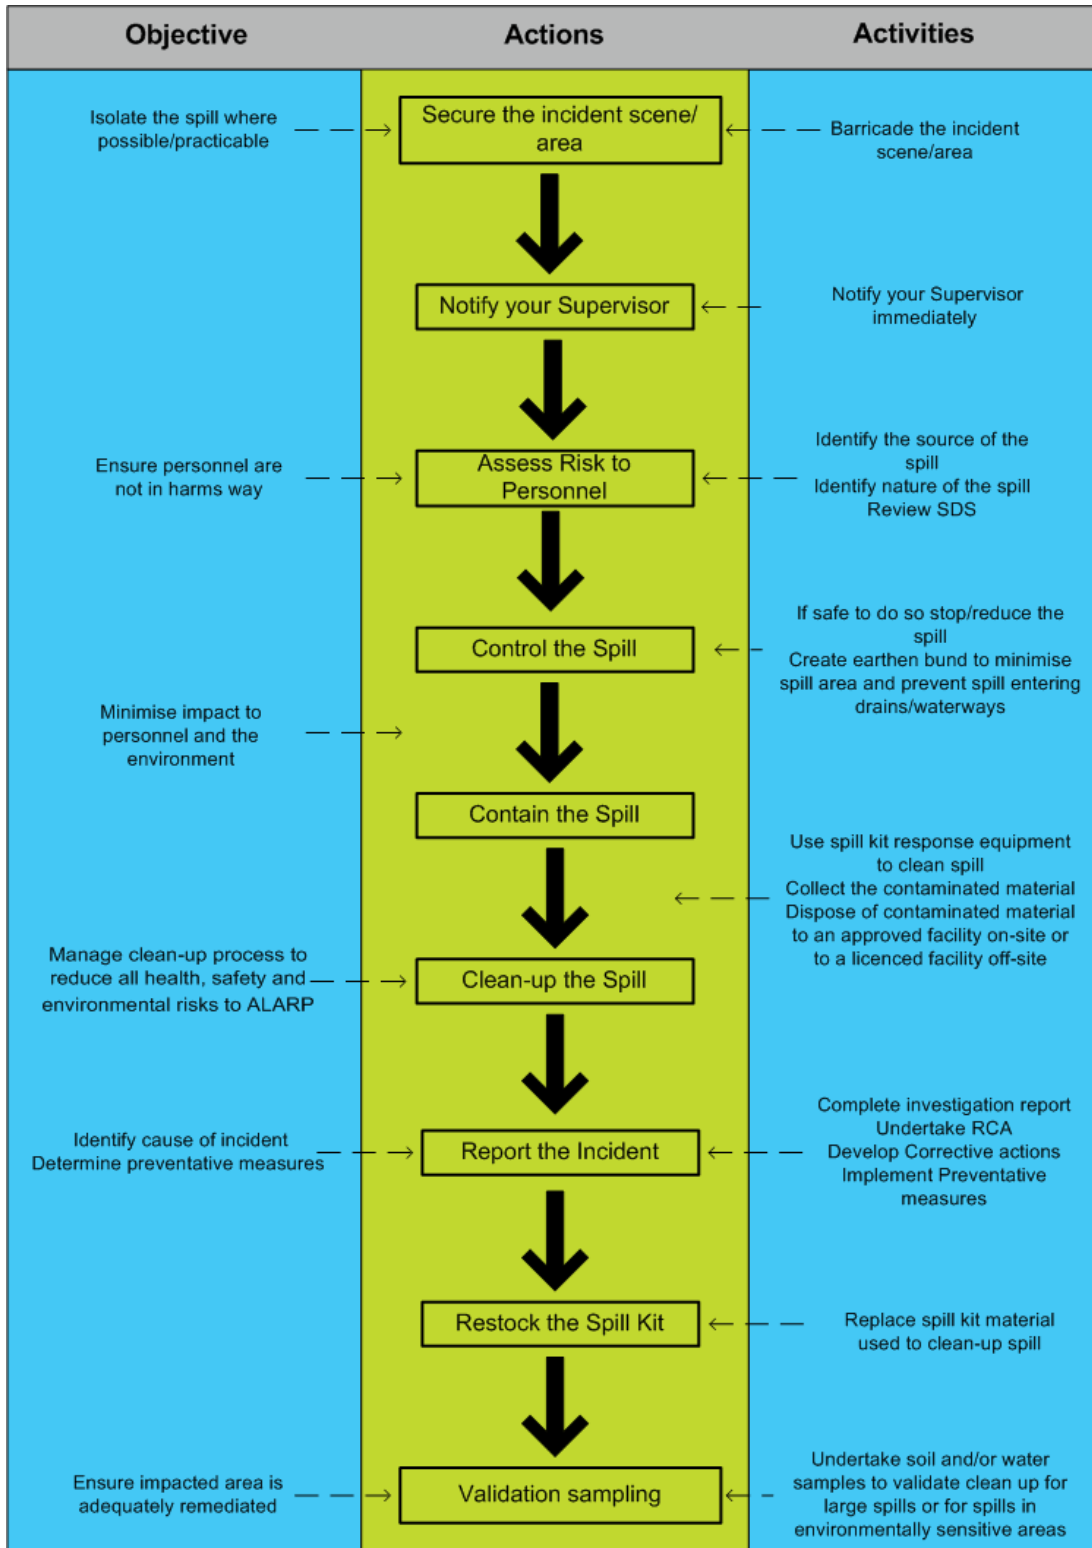 Objective
Actions
Activities
Isolate the spill where
possible/practicable
Secure the incident scene/
area
Barricade the incident
scene/area
Notify your Supervisor
Notify your Supervisor
immediately
Ensure personnel are
not in harms way
Assess Risk to
Personnel
Identify the source of the
spill
Identify nature of the spill
Review SDS
Control the Spill
If safe to do so stop/reduce the
spill
Create earthen bund to minimise
spill area and prevent spill entering
drains/waterways
Minimise impact to
personnel and the
environment
Contain the Spill
Use spill kit response equipment
to clean spill
Collect the contaminated material
Dispose of contaminated material
to an approved facility on-site or
to a licenced facility off-site
Manage clean-up process to
reduce all health, safety and
environmental risks to ALARP
Clean-up the Spill
Identify cause of incident
Determine preventative measures
Report the Incident
Complete investigation report
Undertake RCA
Develop Corrective actions
Implement Preventative
measures
Restock the Spill Kit
Replace spill kit material
used to clean-up spill
Ensure impacted area is
adequately remediated
Validation sampling
Undertake soil and/or water
samples to validate clean up for
large spills or for spills in
environmentally sensitive areas